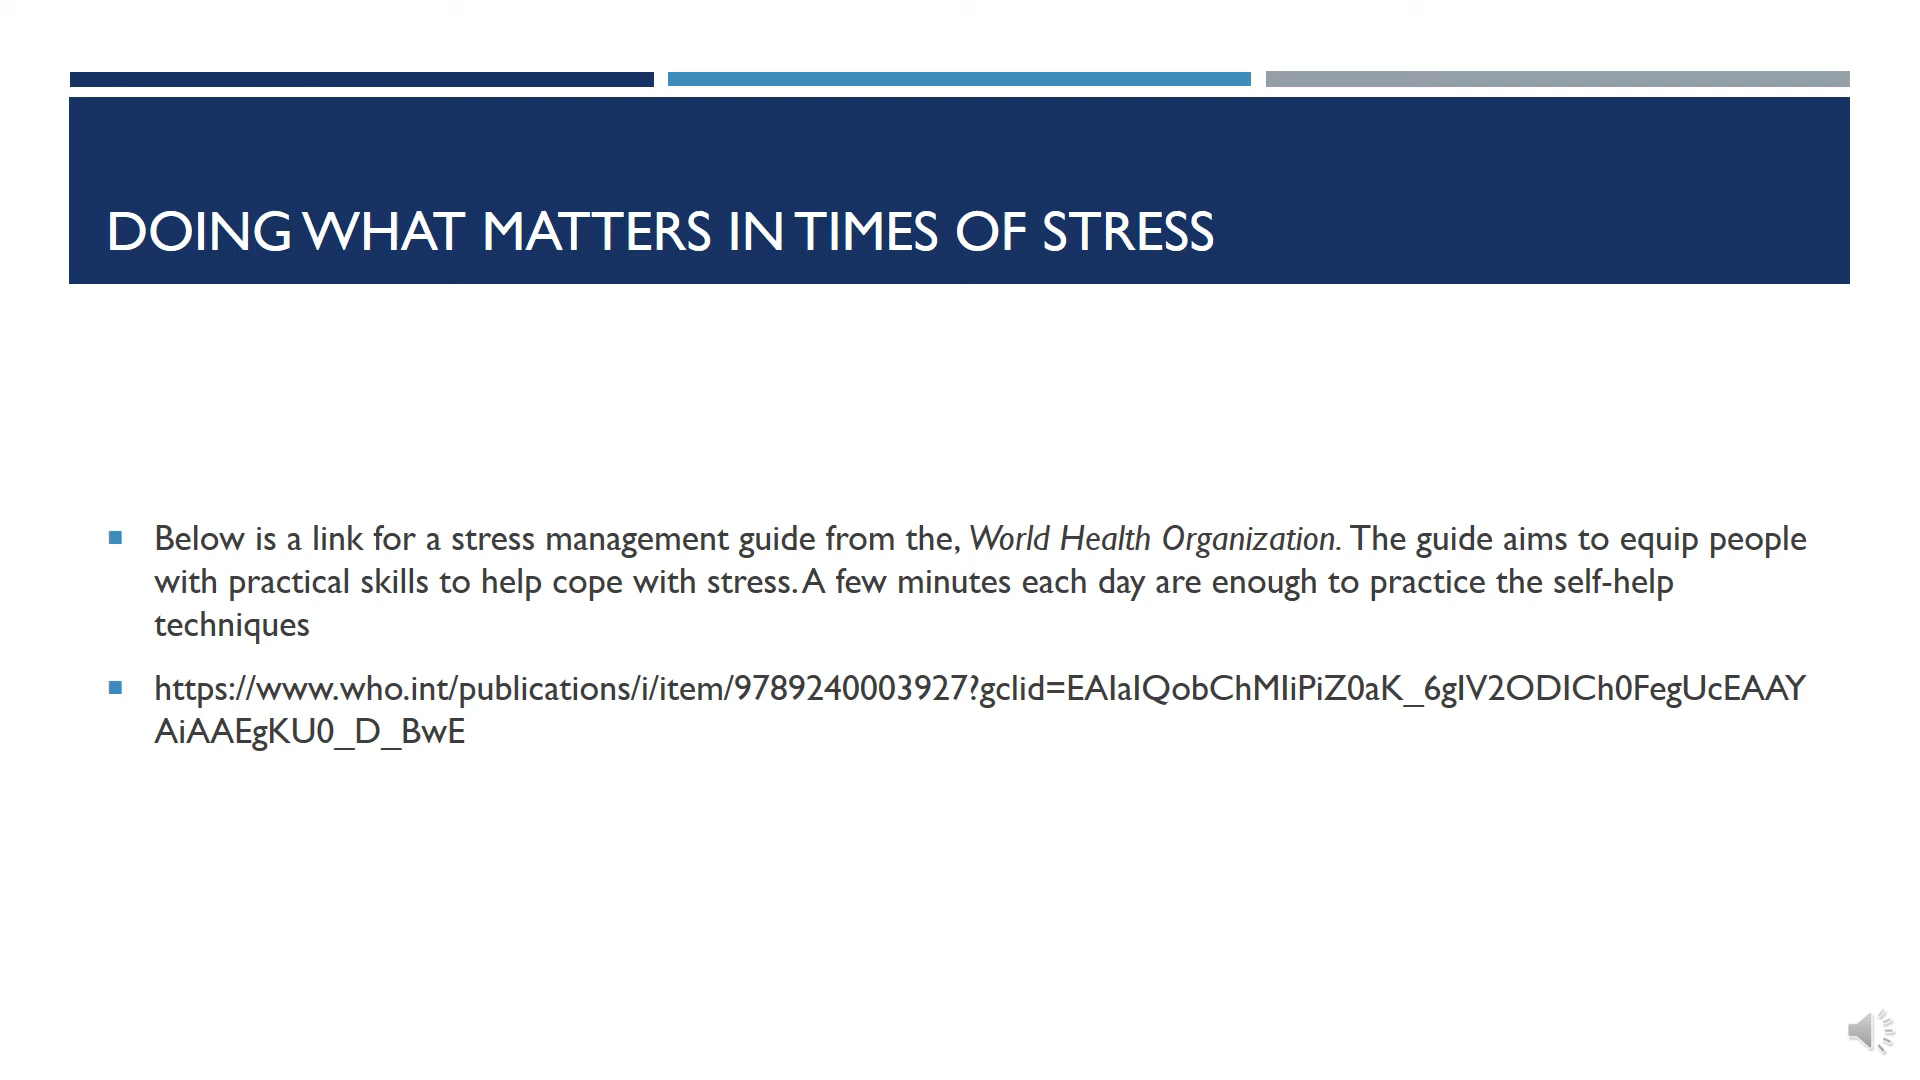 DOING WHAT MATTERS IN TIMES OF STRESS
Below is a link for a stress management guide from the, World Health Organization. The guide aims to equip people
with practical skills to help cope with stress. A few minutes each day are enough to practice the self-help
techniques
https://www.who.int/publications/i/item/9789240003927?gclid=EAIaIQobChMIiPiZ0aK_6gIV2ODICh0FegUcEAAY
AiAAEgKU0_D_BwE